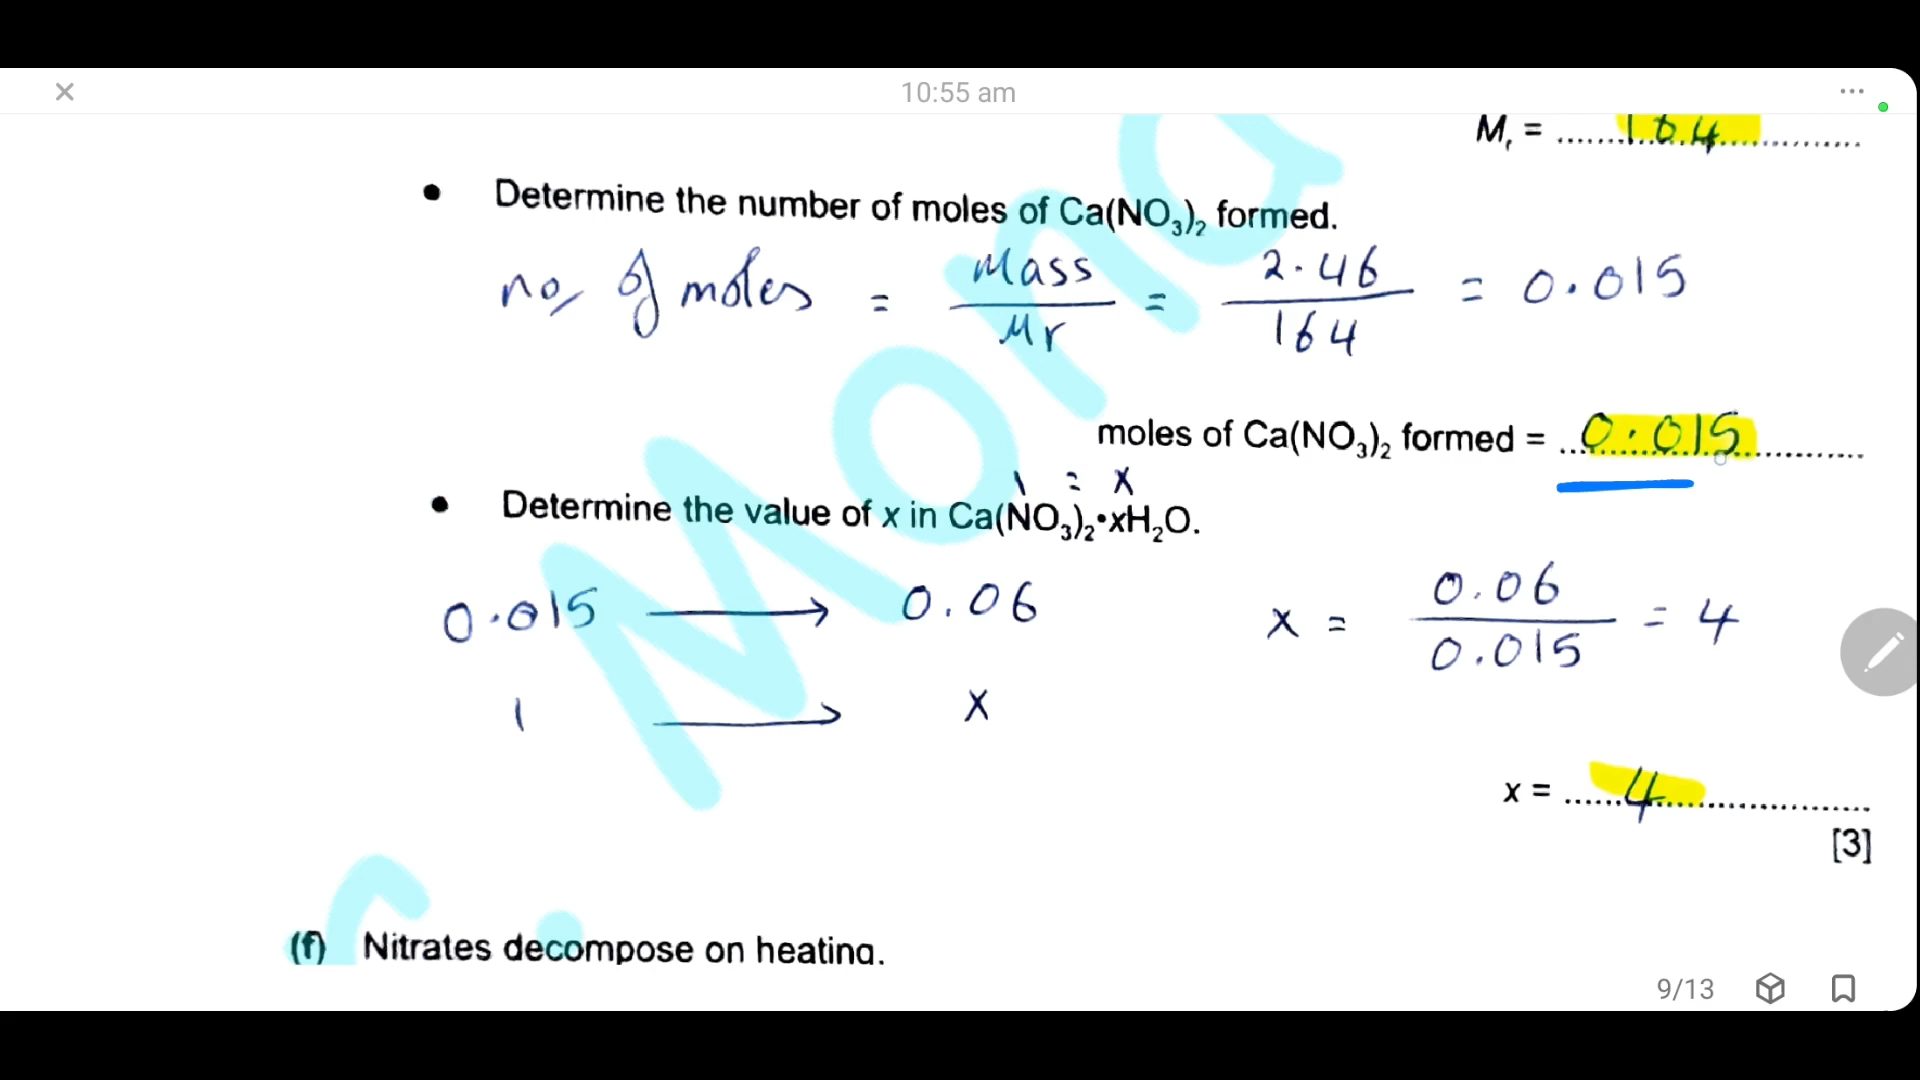 10:55 am
Mr = ......164......
• Determine the number of moles of Ca(NO₃)₂ formed.
no. of moles = Mass / Mr = 2.46 / 164 = 0.015
moles of Ca(NO₃)₂ formed = ...0.015......
1 = x
• Determine the value of x in Ca(NO₃)₂•xH₂O.
0.015 → 0.06
x = 0.06 / 0.015 = 4
1 → x
x = ......4......
[3]
(f) Nitrates decompose on heating.
9/13